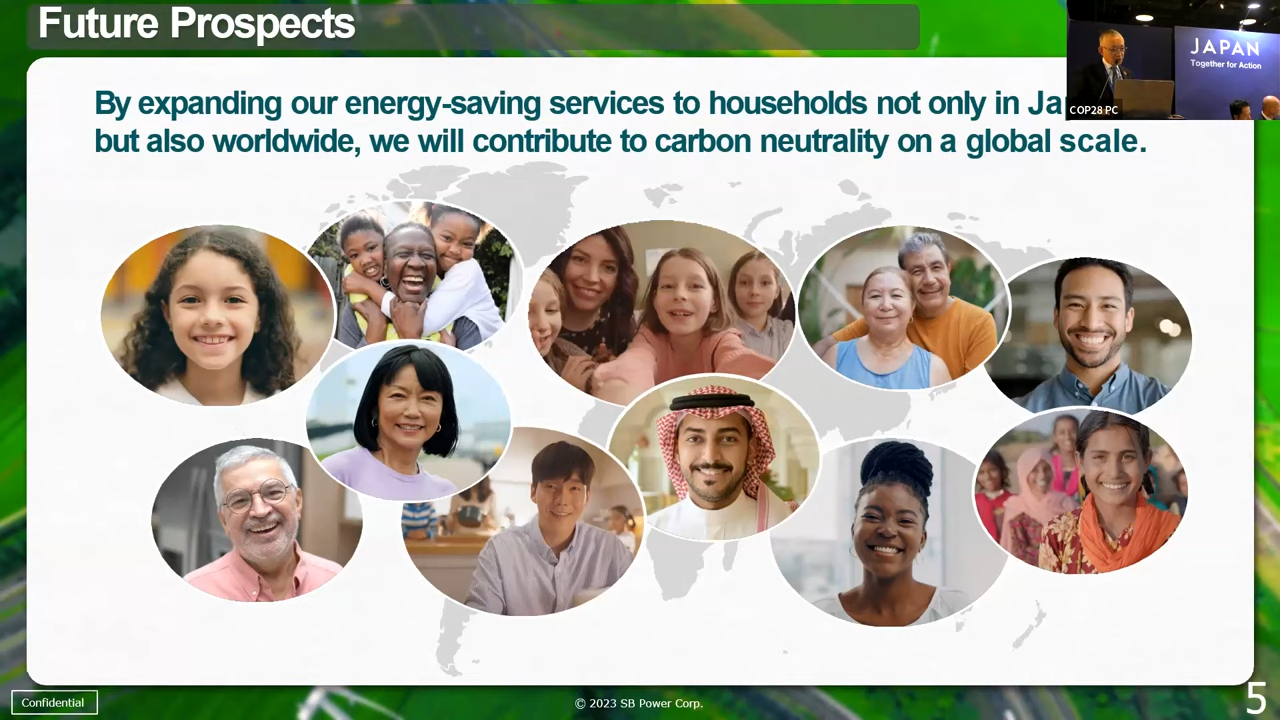 Future Prospects
JAPAN
Together for Action
COP28 PC
By expanding our energy-saving services to households not only in
but also worldwide, we will contribute to carbon neutrality on a global scale.
Confidential
© 2023 SB Power Corp.
5